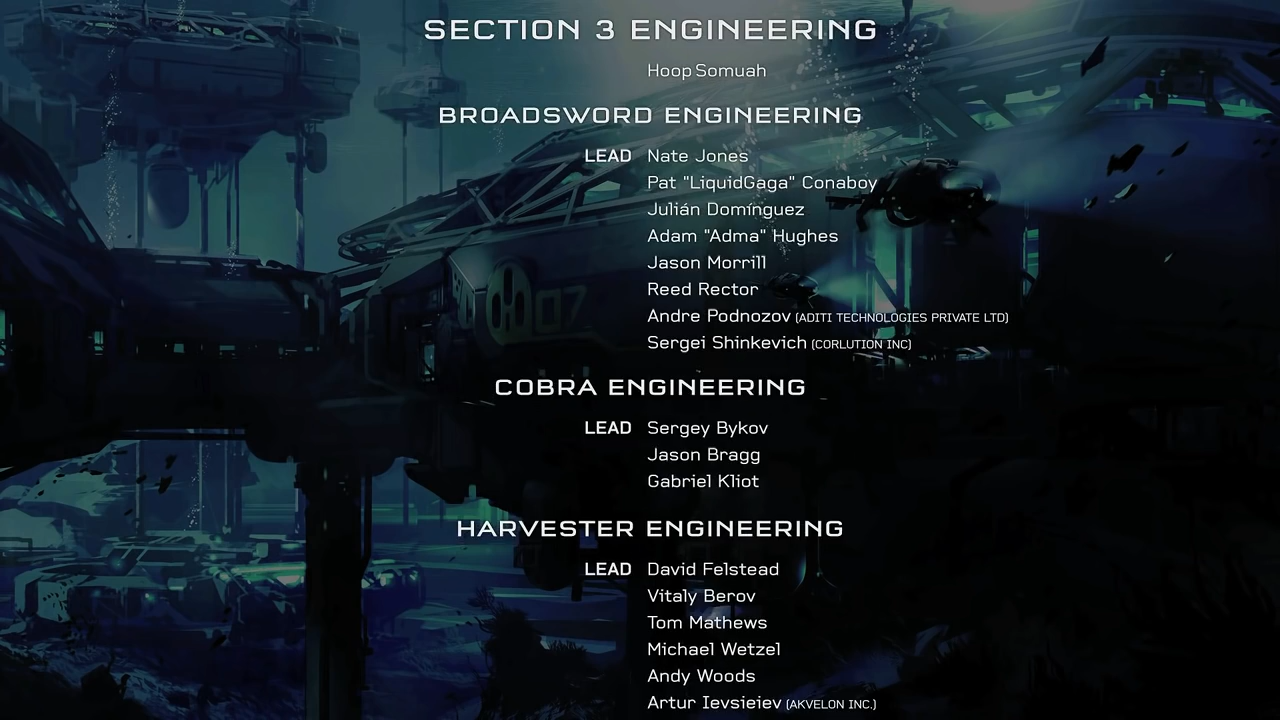 SECTION 3 ENGINEERING
Hoop Somuah
BROADSWORD ENGINEERING
LEAD Nate Jones
Pat "LiquidGaga" Conaboy
Julián Domínguez
Adam "Adma" Hughes
Jason Morrill
Reed Rector
07
Andre Podnozov (ADITI TECHNOLOGIES PRIVATE LTD)
Sergei Shinkevich (CORLUTION INC)
COBRA ENGINEERING
LEAD Sergey Bykov
Jason Bragg
Gabriel Kliot
HARVESTER ENGINEERING
LEAD David Felstead
Vitaly Berov
Tom Mathews
Michael Wetzel
Andy Woods
Artur Ievsieiev (AKVELON INC.)